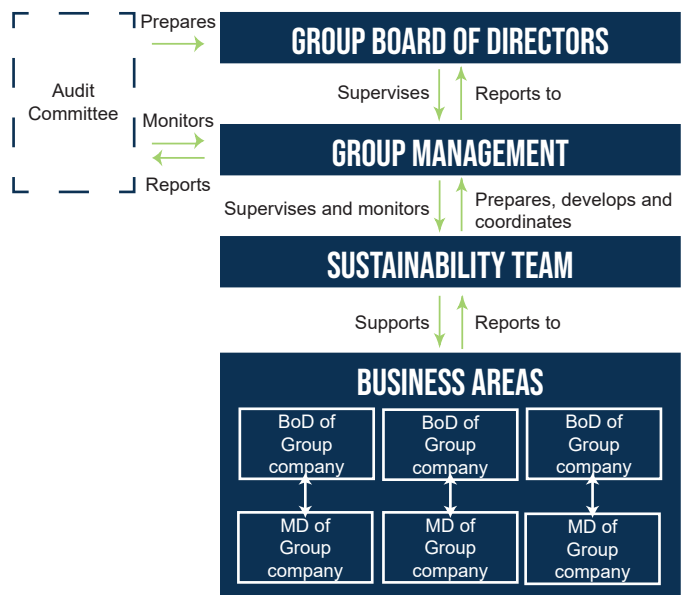 Prepares
GROUP BOARD OF DIRECTORS
Audit
Committee
Supervises
Reports to
Monitors
GROUP MANAGEMENT
Reports
Supervises and monitors
Prepares, develops and
coordinates
SUSTAINABILITY TEAM
Supports
Reports to
BUSINESS AREAS
BoD of
Group
company
BoD of
Group
company
BoD of
Group
company
MD of
Group
company
MD of
Group
company
MD of
Group
company